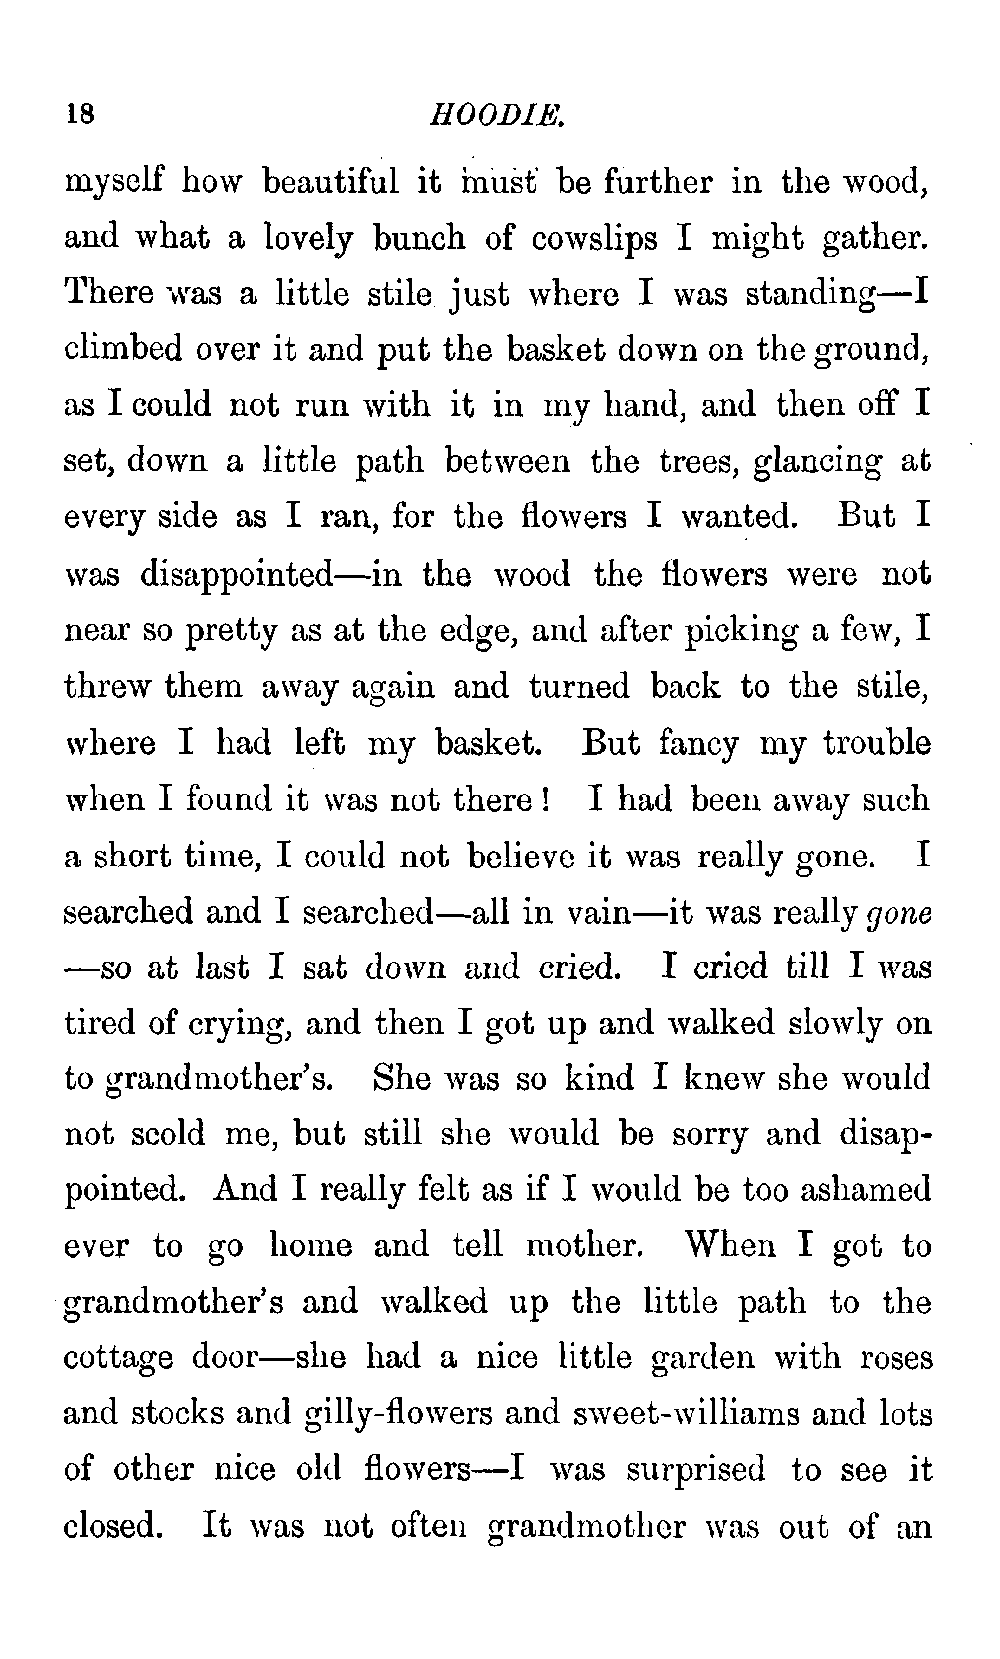 18 HOODIE.
myself how beautiful it must be further in the wood,
and what a lovely bunch of cowslips I might gather.
There was a little stile just where I was standing—I
climbed over it and put the basket down on the ground,
as I could not run with it in my hand, and then off I
set, down a little path between the trees, glancing at
every side as I ran, for the flowers I wanted. But I
was disappointed—in the wood the flowers were not
near so pretty as at the edge, and after picking a few, I
threw them away again and turned back to the stile,
where I had left my basket. But fancy my trouble
when I found it was not there! I had been away such
a short time, I could not believe it was really gone. I
searched and I searched—all in vain—it was really gone
—so at last I sat down and cried. I cried till I was
tired of crying, and then I got up and walked slowly on
to grandmother's. She was so kind I knew she would
not scold me, but still she would be sorry and disap-
pointed. And I really felt as if I would be too ashamed
ever to go home and tell mother. When I got to
grandmother's and walked up the little path to the
cottage door—she had a nice little garden with roses
and stocks and gilly-flowers and sweet-williams and lots
of other nice old flowers—I was surprised to see it
closed. It was not often grandmother was out of an